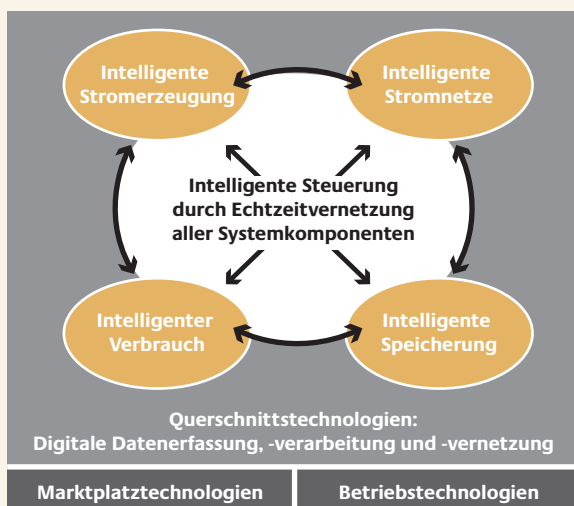 Intelligente
Stromerzeugung
Intelligente
Stromnetze
Intelligente Steuerung
durch Echtzeitvernetzung
aller Systemkomponenten
Intelligenter
Verbrauch
Intelligente
Speicherung
Querschnittstechnologien:
Digitale Datenerfassung, -verarbeitung und -vernetzung
Marktplatztechnologien
Betriebstechnologien